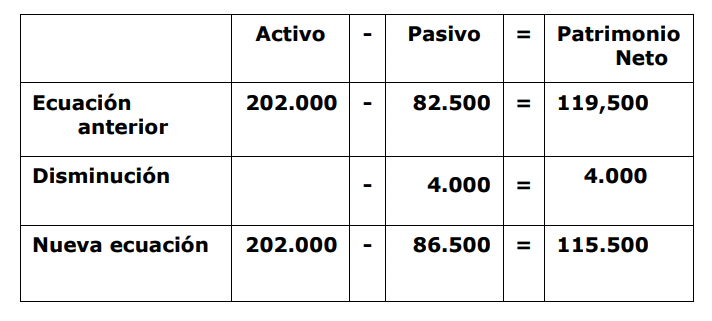 Activo - Pasivo = Patrimonio
Neto
Ecuación 202.000 - 82.500 = 119,500
anterior
Disminución - 4.000 = 4.000
Nueva ecuación 202.000 - 86.500 = 115.500